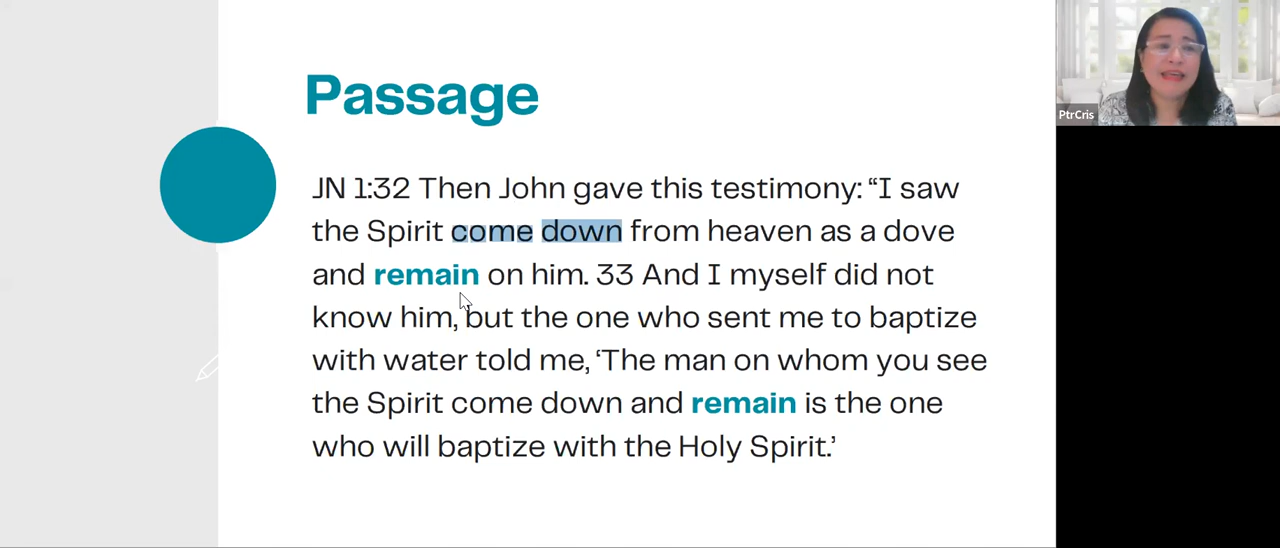 Passage
JN 1:32 Then John gave this testimony: “I saw
the Spirit come down from heaven as a dove
and remain on him. 33 And I myself did not
know him, but the one who sent me to baptize
with water told me, ‘The man on whom you see
the Spirit come down and remain is the one
who will baptize with the Holy Spirit.’
PtrCris